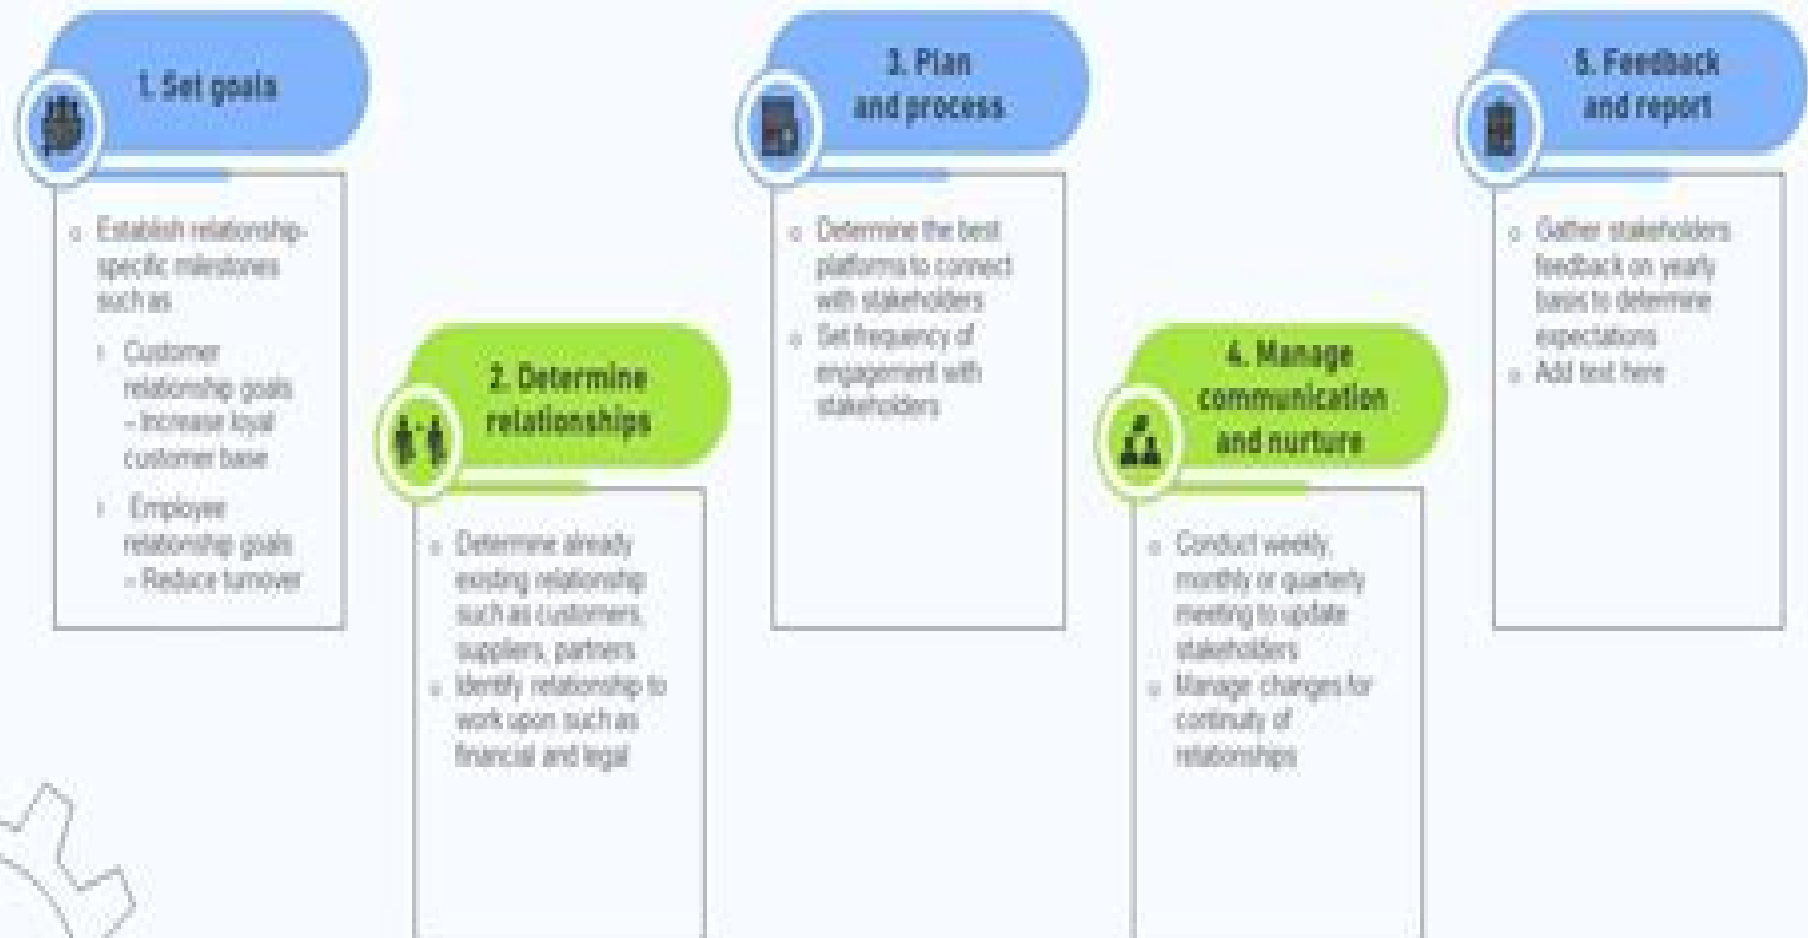 1. Set goals
o Establish relationship-
specific milestones
such as
Customer
relationship goals
– Increase loyal
customer base
Employee
relationship goals
– Reduce turnover
2. Determine
relationships
o Determine already
existing relationship
such as customers,
suppliers, partners
o Identify relationship to
work upon such as
financial and legal
3. Plan
and process
o Determine the best
platforms to connect
with stakeholders
o Set frequency of
engagement with
stakeholders
4. Manage
communication
and nurture
o Conduct weekly,
monthly or quarterly
meeting to update
stakeholders
o Manage changes for
continuity of
relationships
5. Feedback
and report
o Gather stakeholders
feedback on yearly
basis to determine
expectations
o Add text here